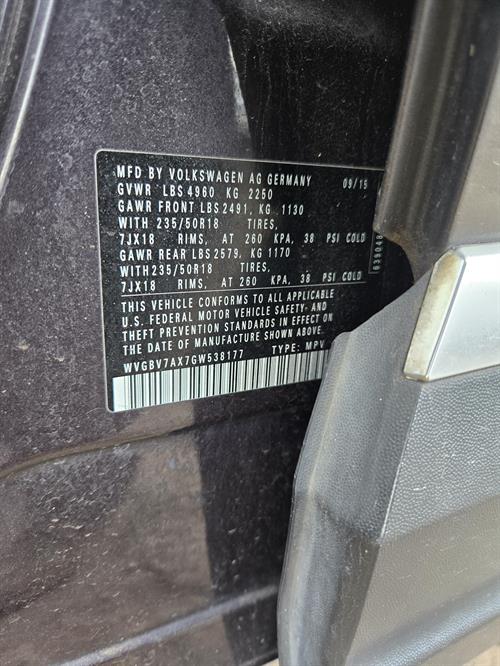 MFD BY VOLKSWAGEN AG GERMANY 09/15
GVWR LBS 4960 KG 2250
GAWR FRONT LBS 2491, KG 1130
WITH 235/50R18 TIRES,
7JX18 RIMS, AT 260 KPA, 38 PSI COLD
GAWR REAR LBS 2579, KG 1170
WITH 235/50R18 TIRES,
7JX18 RIMS, AT 260 KPA, 38 PSI COLD
THIS VEHICLE CONFORMS TO ALL APPLICABLE
U.S. FEDERAL MOTOR VEHICLE SAFETY- AND
THEFT PREVENTION STANDARDS IN EFFECT ON
THE DATE OF MANUFACTURE SHOWN ABOVE.
WVGBV7AX7GW538177 TYPE: MPV